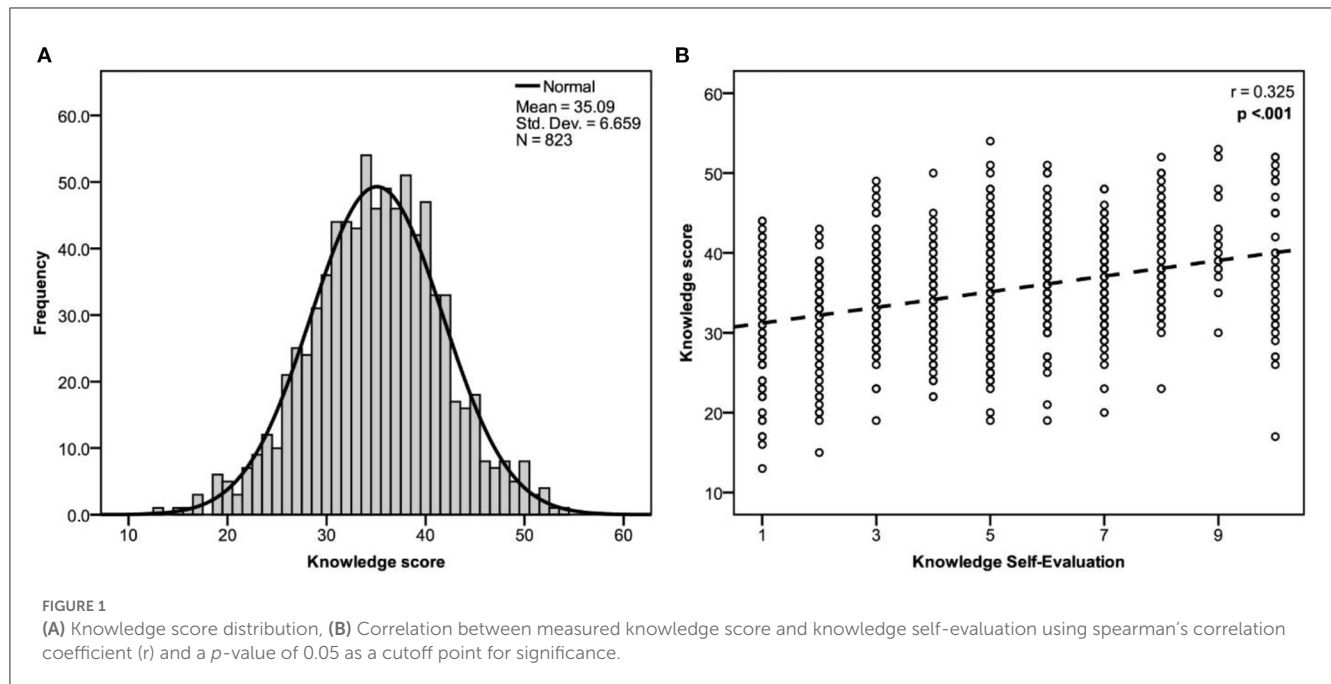 A
Normal
Mean = 35.09
Std. Dev. = 6.659
N = 823
60.0
50.0
40.0
30.0
20.0
10.0
0.0
Frequency
10 20 30 40 50 60
Knowledge score
B
r = 0.325
p <.001
60
50
40
30
20
10
Knowledge score
1 3 5 7 9
Knowledge Self-Evaluation
FIGURE 1
(A) Knowledge score distribution, (B) Correlation between measured knowledge score and knowledge self-evaluation using spearman's correlation
coefficient (r) and a p-value of 0.05 as a cutoff point for significance.